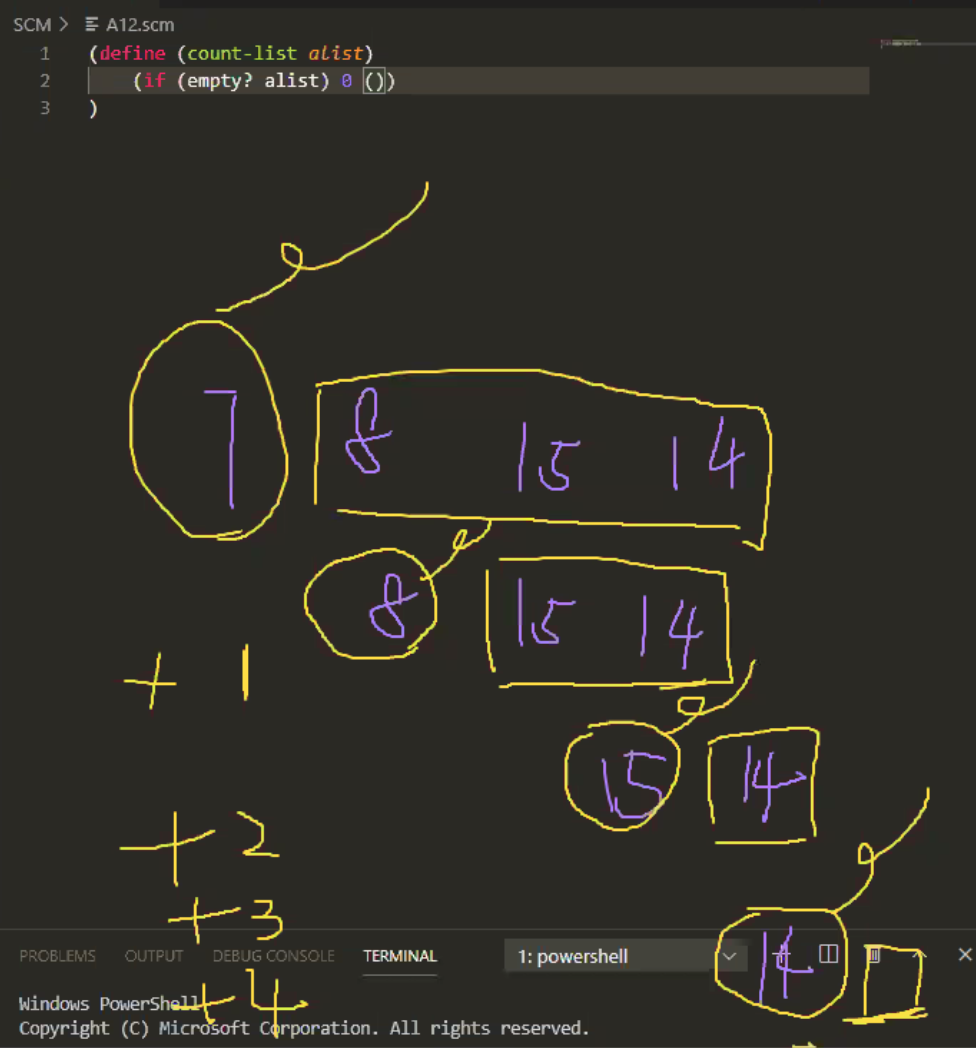 SCM > A12.scm
1 (define (count-list alist)
2 (if (empty? alist) 0 ())
3 )
7 8 15 14
8 15 14
+ 1
15 14
+ 2
+ 3
14
PROBLEMS OUTPUT DEBUG CONSOLE TERMINAL 1: powershell
Windows PowerShell
+ 4
Copyright (C) Microsoft Corporation. All rights reserved.